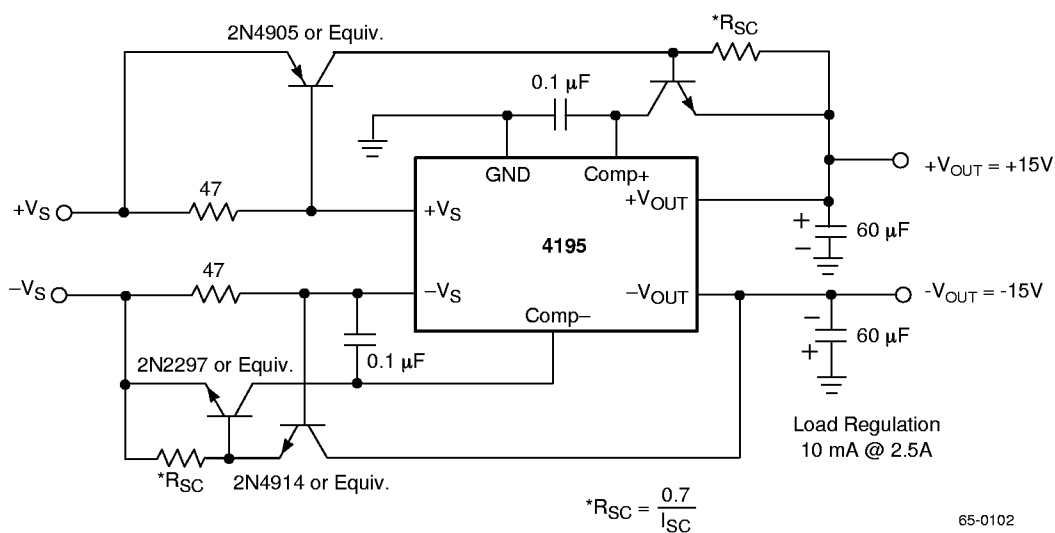 *RSC
2N4905 or Equiv.
0.1 µF
GND
Comp+
+VOUT = +15V
47
+VS
+VS
+VOUT
60 µF
4195
47
−VS
−VS
−VOUT
-VOUT = -15V
Comp−
60 µF
2N2297 or Equiv.
0.1 µF
Load Regulation
10 mA @ 2.5A
*RSC
2N4914 or Equiv.
*RSC = 0.7
ISC
65-0102